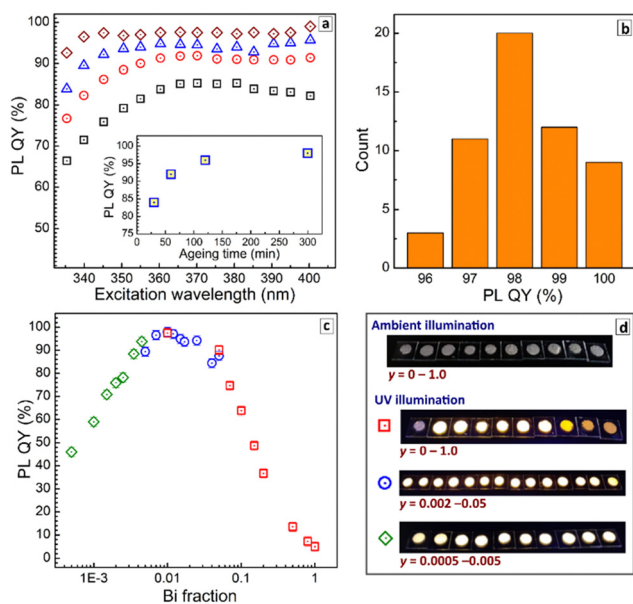 a
PL QY (%)
100
90
80
70
60
50
340 350 360 370 380 390 400
Excitation wavelength (nm)
PL QY (%)
100
95
90
85
80
75
0 50 100 150 200 250 300
Ageing time (min)
b
Count
20
15
10
5
0
96 97 98 99 100
PL QY (%)
c
PL QY (%)
100
90
80
70
60
50
40
30
20
10
0
1E-3 0.01 0.1 1
Bi fraction
d
Ambient illumination
y = 0 – 1.0
UV illumination
y = 0 – 1.0
y = 0.002 –0.05
y = 0.0005 –0.005